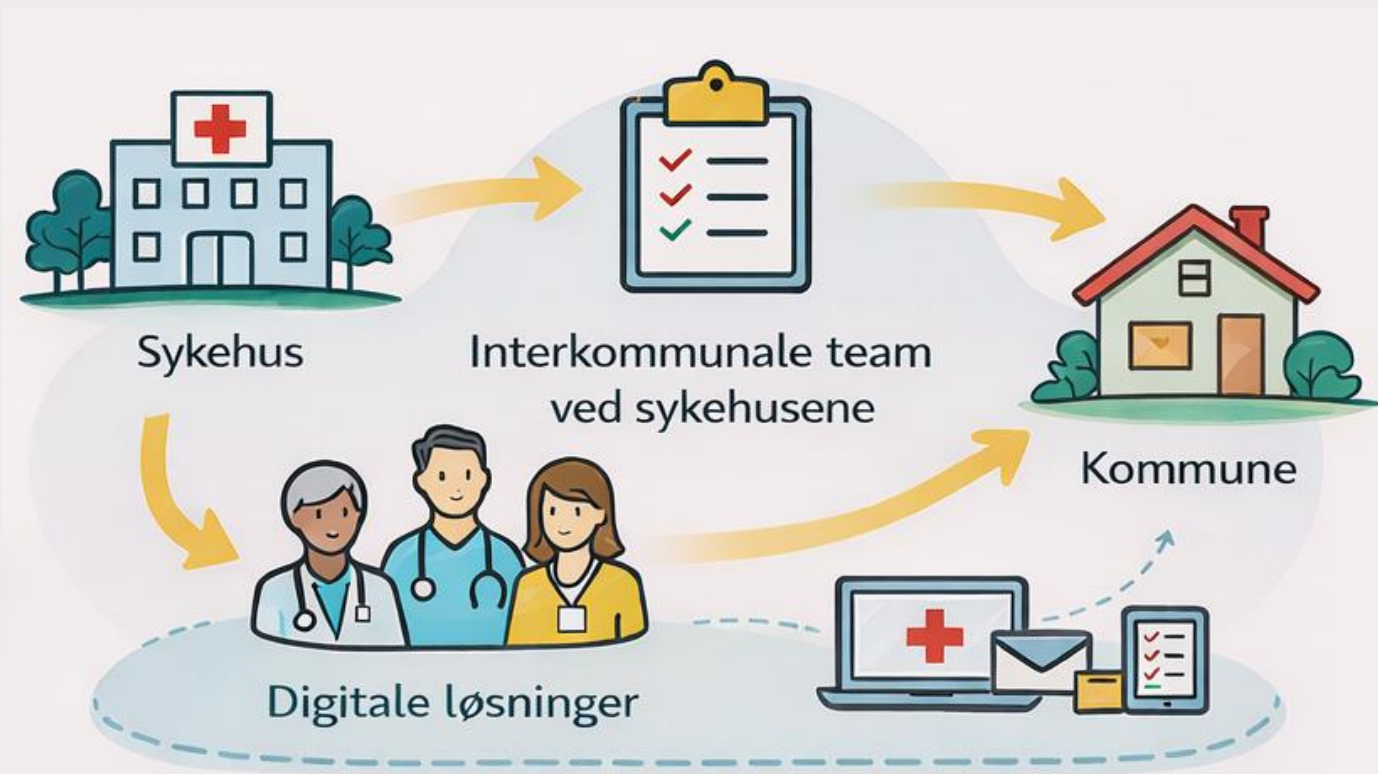 Sykehus
Interkommunale team
ved sykehusene
Kommune
Digitale løsninger